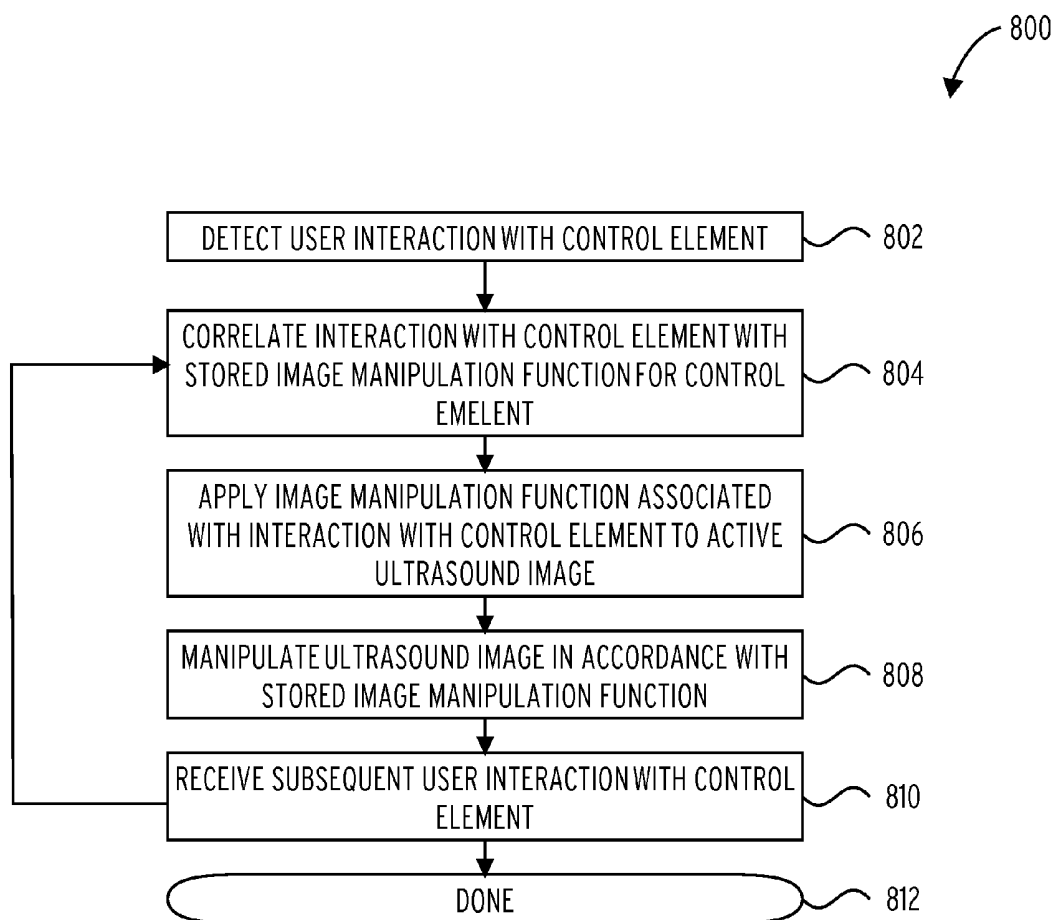 800
DETECT USER INTERACTION WITH CONTROL ELEMENT
802
CORRELATE INTERACTION WITH CONTROL ELEMENT WITH
STORED IMAGE MANIPULATION FUNCTION FOR CONTROL
EMELENT
804
APPLY IMAGE MANIPULATION FUNCTION ASSOCIATED
WITH INTERACTION WITH CONTROL ELEMENT TO ACTIVE
ULTRASOUND IMAGE
806
MANIPULATE ULTRASOUND IMAGE IN ACCORDANCE WITH
STORED IMAGE MANIPULATION FUNCTION
808
RECEIVE SUBSEQUENT USER INTERACTION WITH CONTROL
ELEMENT
810
DONE
812